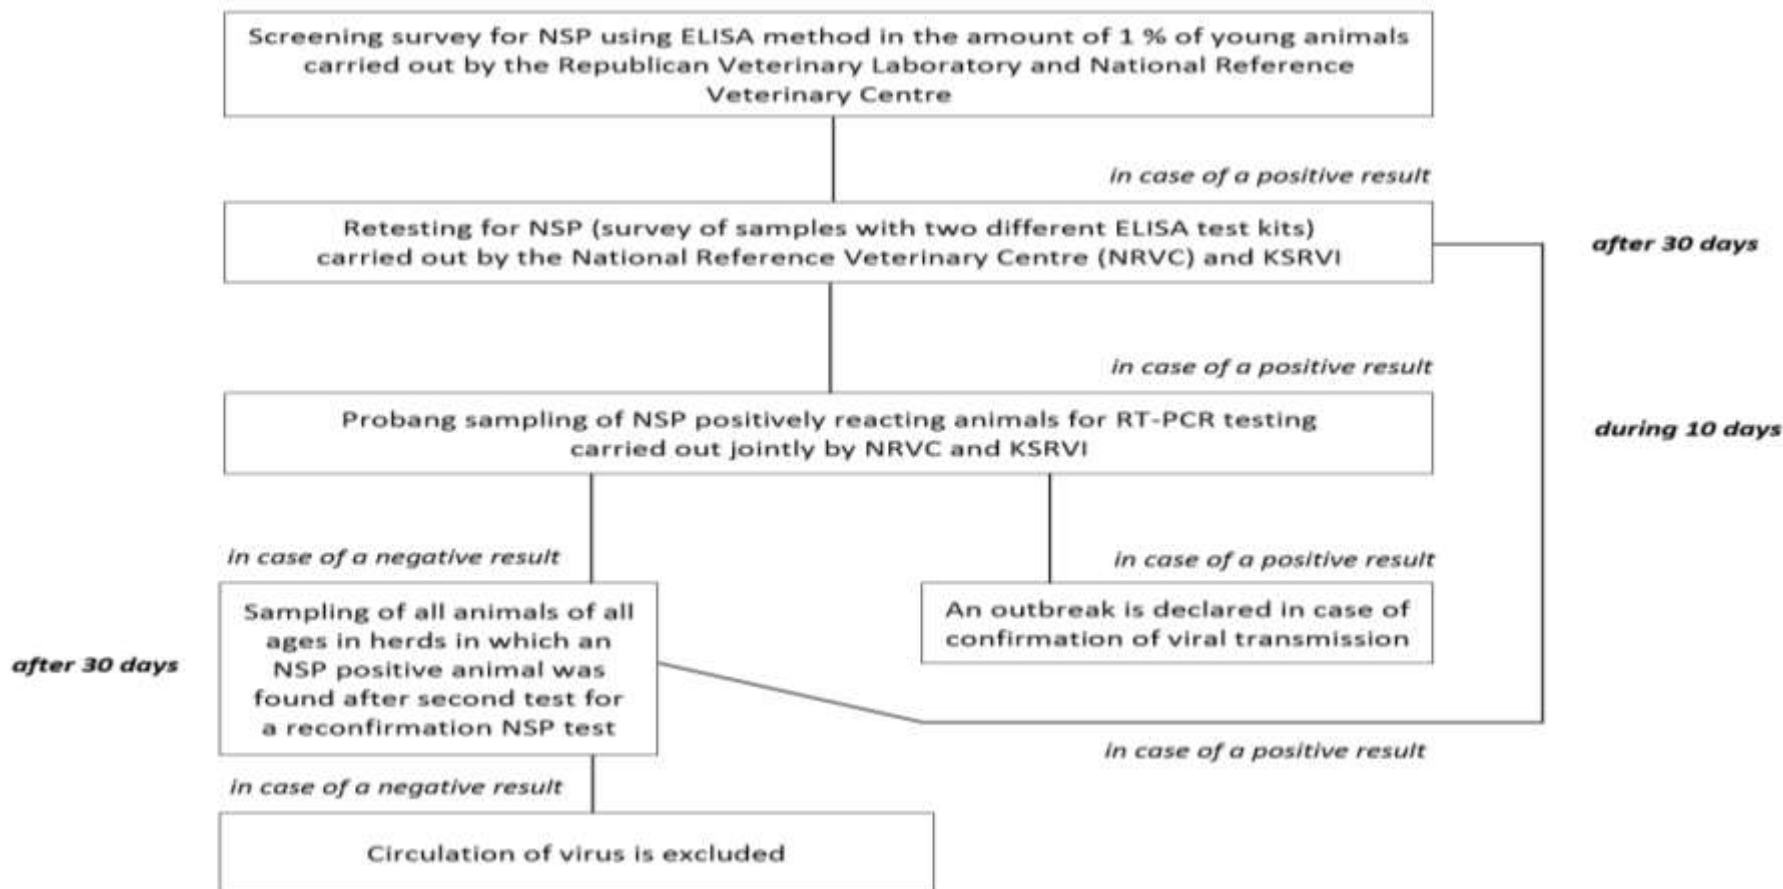 Screening survey for NSP using ELISA method in the amount of 1 % of young animals
carried out by the Republican Veterinary Laboratory and National Reference
Veterinary Centre
in case of a positive result
Retesting for NSP (survey of samples with two different ELISA test kits)
carried out by the National Reference Veterinary Centre (NRVC) and KSRVI
after 30 days
in case of a positive result
Probang sampling of NSP positively reacting animals for RT-PCR testing
carried out jointly by NRVC and KSRVI
during 10 days
in case of a negative result
in case of a positive result
Sampling of all animals of all
ages in herds in which an
NSP positive animal was
found after second test for
a reconfirmation NSP test
An outbreak is declared in case of
confirmation of viral transmission
after 30 days
in case of a positive result
in case of a negative result
Circulation of virus is excluded